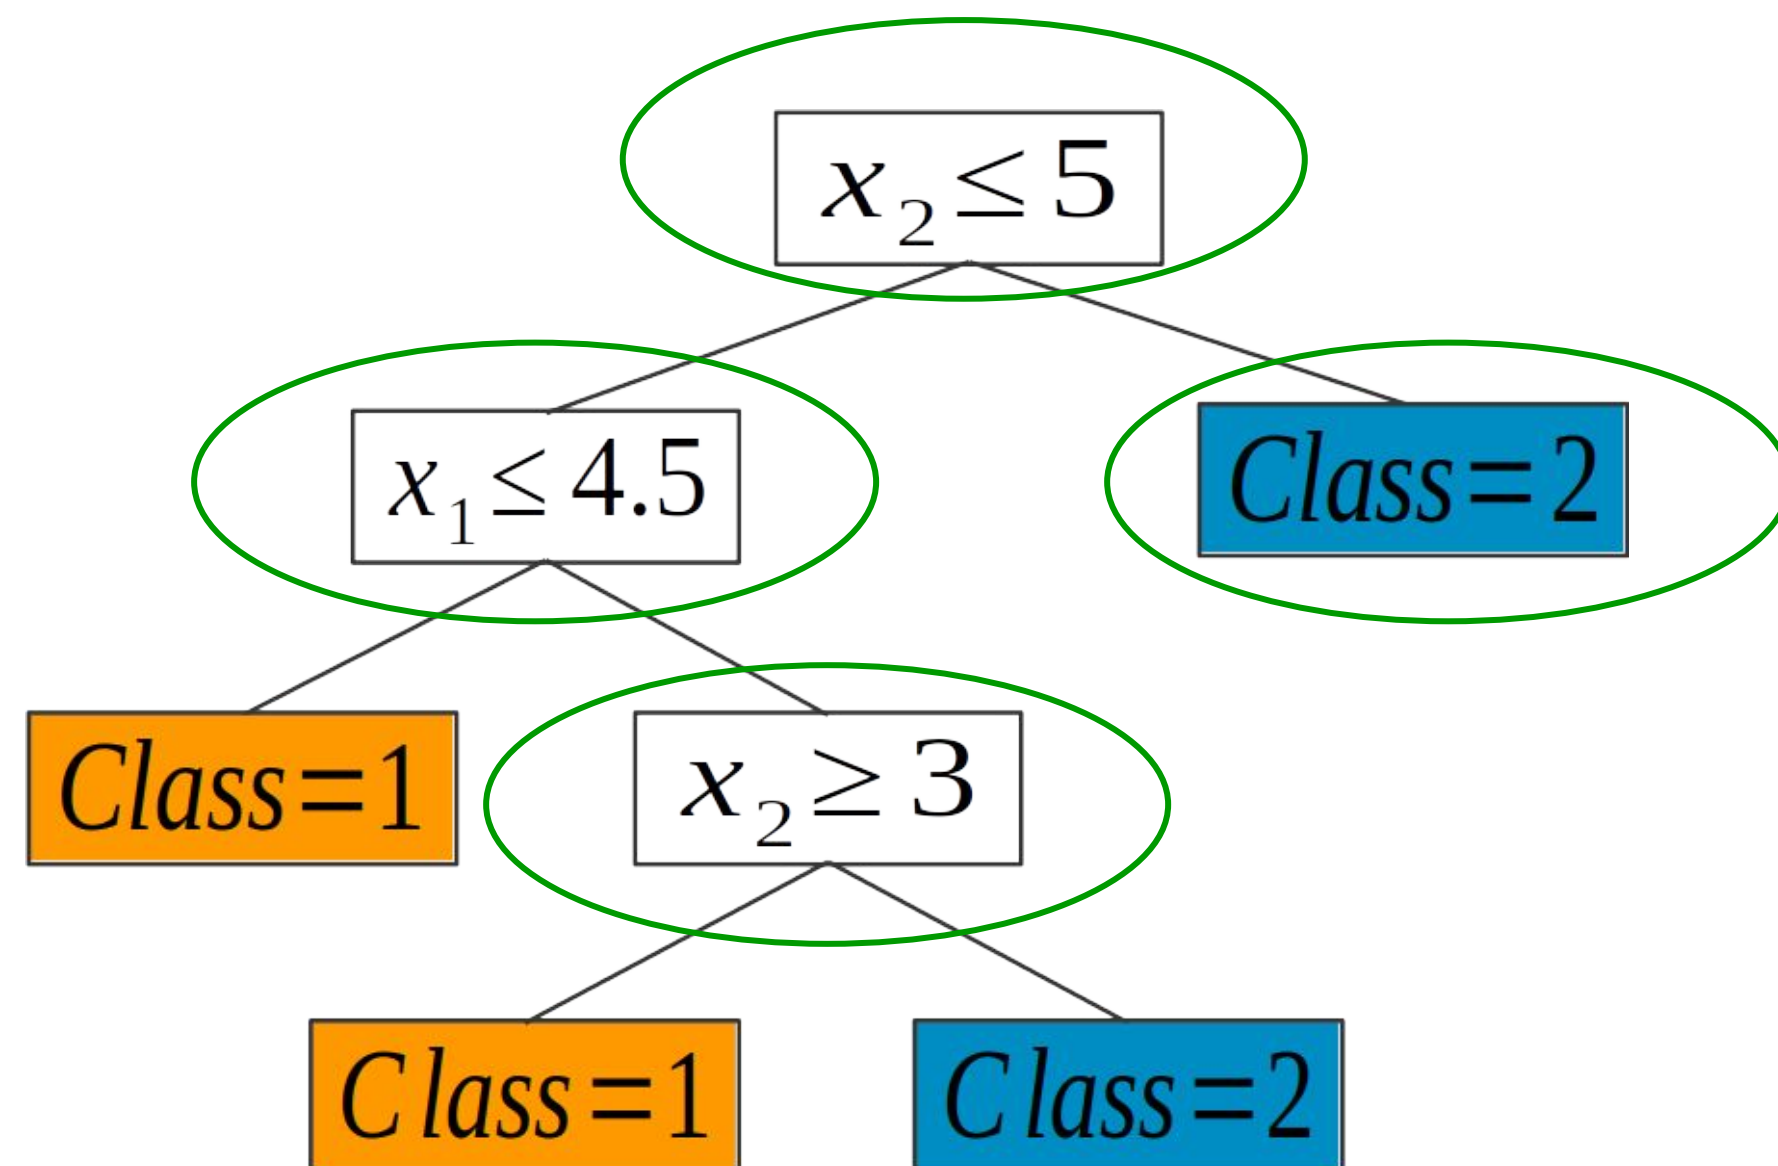 x₂ ≤ 5
x₁ ≤ 4.5
Class = 2
Class = 1
x₂ ≥ 3
Class = 1
Class = 2